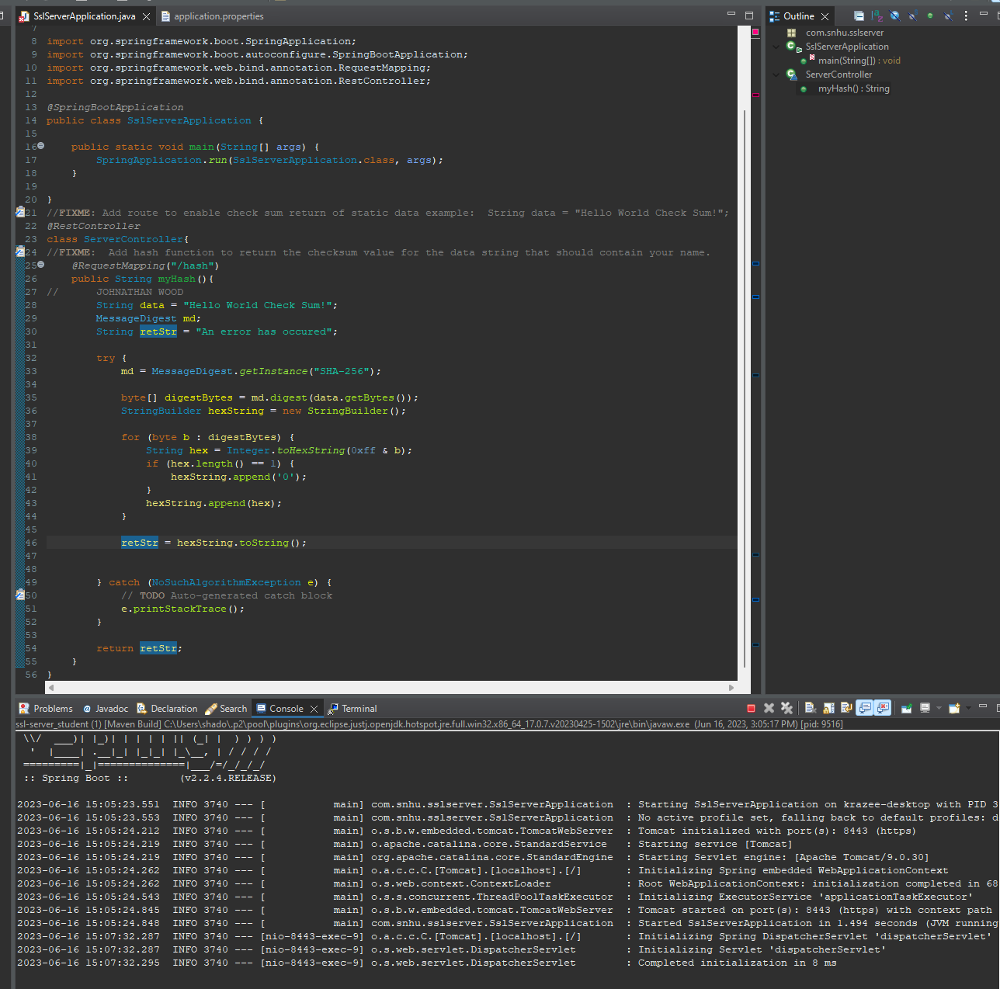 SslServerApplication.java
application.properties
Outline
7
8 import org.springframework.boot.SpringApplication;
9 import org.springframework.boot.autoconfigure.SpringBootApplication;
10 import org.springframework.web.bind.annotation.RequestMapping;
11 import org.springframework.web.bind.annotation.RestController;
12
13 @SpringBootApplication
14 public class SslServerApplication {
15
16 public static void main(String[] args) {
17 SpringApplication.run(SslServerApplication.class, args);
18 }
19
20 }
21 //FIXME: Add route to enable check sum return of static data example:  String data = "Hello World Check Sum!";
22 @RestController
23 class ServerController{
24 //FIXME:  Add hash function to return the checksum value for the data string that should contain your name.
25 @RequestMapping("/hash")
26 public String myHash(){
27 // JOHNATHAN WOOD
28 String data = "Hello World Check Sum!";
29 MessageDigest md;
30 String retStr = "An error has occured";
31
32 try {
33 md = MessageDigest.getInstance("SHA-256");
34
35 byte[] digestBytes = md.digest(data.getBytes());
36 StringBuilder hexString = new StringBuilder();
37
38 for (byte b : digestBytes) {
39 String hex = Integer.toHexString(0xff & b);
40 if (hex.length() == 1) {
41 hexString.append('0');
42 }
43 hexString.append(hex);
44 }
45
46 retStr = hexString.toString();
47
48
49 } catch (NoSuchAlgorithmException e) {
50 // TODO Auto-generated catch block
51 e.printStackTrace();
52 }
53
54 return retStr;
55 }
56 }
com.snhu.sslserver
SslServerApplication
main(String[]) : void
ServerController
myHash() : String
Problems @ Javadoc Declaration Search Console Terminal
ssl-server_student (1) [Maven Build] C:\Users\shado\.p2\pool\plugins\org.eclipse.justj.openjdk.hotspot.jre.full.win32.x86_64_17.0.7.v20230425-1502\jre\bin\javaw.exe (Jun 16, 2023, 3:05:17 PM) [pid: 9516]
 \\/  ___)| |_)| | | | | || (_| |  ) ) ) )
  '  |____| .__|_| |_|_| |_\__, | / / / /
 =========|_|==============|___/=/_/_/_/
 :: Spring Boot ::        (v2.2.4.RELEASE)
2023-06-16 15:05:23.551  INFO 3740 --- [           main] com.snhu.sslserver.SslServerApplication  : Starting SslServerApplication on krazee-desktop with PID 3
2023-06-16 15:05:23.553  INFO 3740 --- [           main] com.snhu.sslserver.SslServerApplication  : No active profile set, falling back to default profiles: d
2023-06-16 15:05:24.212  INFO 3740 --- [           main] o.s.b.w.embedded.tomcat.TomcatWebServer  : Tomcat initialized with port(s): 8443 (https)
2023-06-16 15:05:24.219  INFO 3740 --- [           main] o.apache.catalina.core.StandardService   : Starting service [Tomcat]
2023-06-16 15:05:24.219  INFO 3740 --- [           main] org.apache.catalina.core.StandardEngine  : Starting Servlet engine: [Apache Tomcat/9.0.30]
2023-06-16 15:05:24.262  INFO 3740 --- [           main] o.a.c.c.C.[Tomcat].[localhost].[/]       : Initializing Spring embedded WebApplicationContext
2023-06-16 15:05:24.262  INFO 3740 --- [           main] o.s.web.context.ContextLoader            : Root WebApplicationContext: initialization completed in 68
2023-06-16 15:05:24.543  INFO 3740 --- [           main] o.s.s.concurrent.ThreadPoolTaskExecutor  : Initializing ExecutorService 'applicationTaskExecutor'
2023-06-16 15:05:24.845  INFO 3740 --- [           main] o.s.b.w.embedded.tomcat.TomcatWebServer  : Tomcat started on port(s): 8443 (https) with context path
2023-06-16 15:05:24.848  INFO 3740 --- [           main] com.snhu.sslserver.SslServerApplication  : Started SslServerApplication in 1.494 seconds (JVM running
2023-06-16 15:07:32.287  INFO 3740 --- [nio-8443-exec-9] o.a.c.c.C.[Tomcat].[localhost].[/]       : Initializing Spring DispatcherServlet 'dispatcherServlet'
2023-06-16 15:07:32.287  INFO 3740 --- [nio-8443-exec-9] o.s.web.servlet.DispatcherServlet        : Initializing Servlet 'dispatcherServlet'
2023-06-16 15:07:32.295  INFO 3740 --- [nio-8443-exec-9] o.s.web.servlet.DispatcherServlet        : Completed initialization in 8 ms